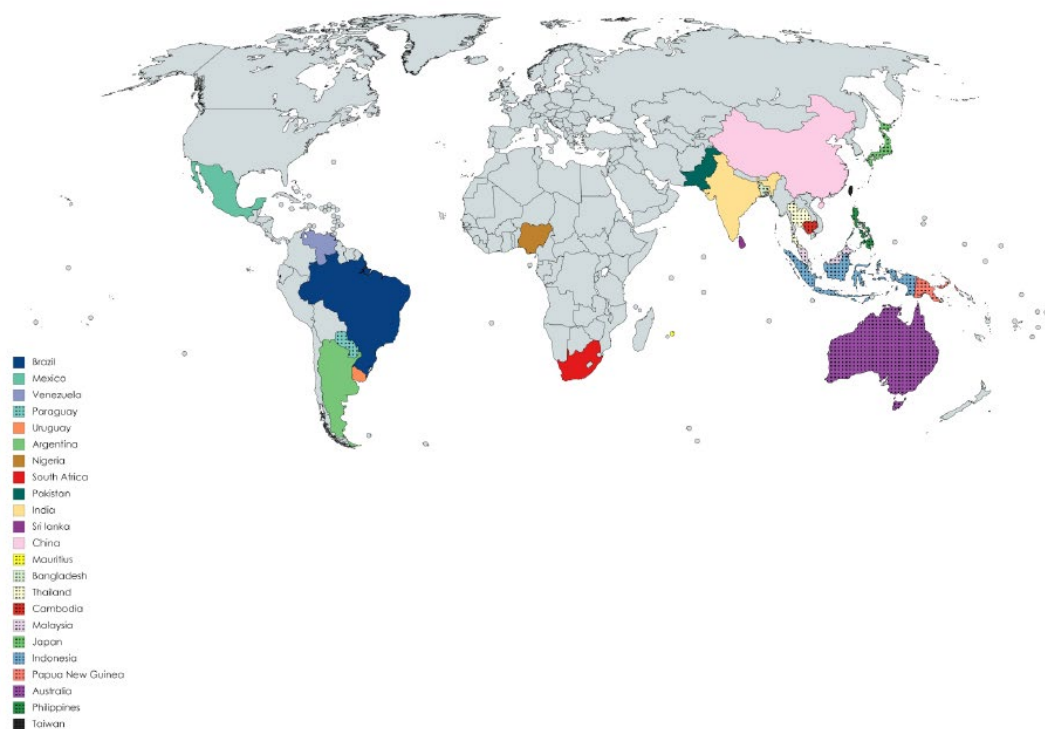 Brazil
Mexico
Venezuela
Paraguay
Uruguay
Argentina
Nigeria
South Africa
Pakistan
India
Sri lanka
China
Mauritius
Bangladesh
Thailand
Cambodia
Malaysia
Japan
Indonesia
Papua New Guinea
Australia
Philippines
Taiwan